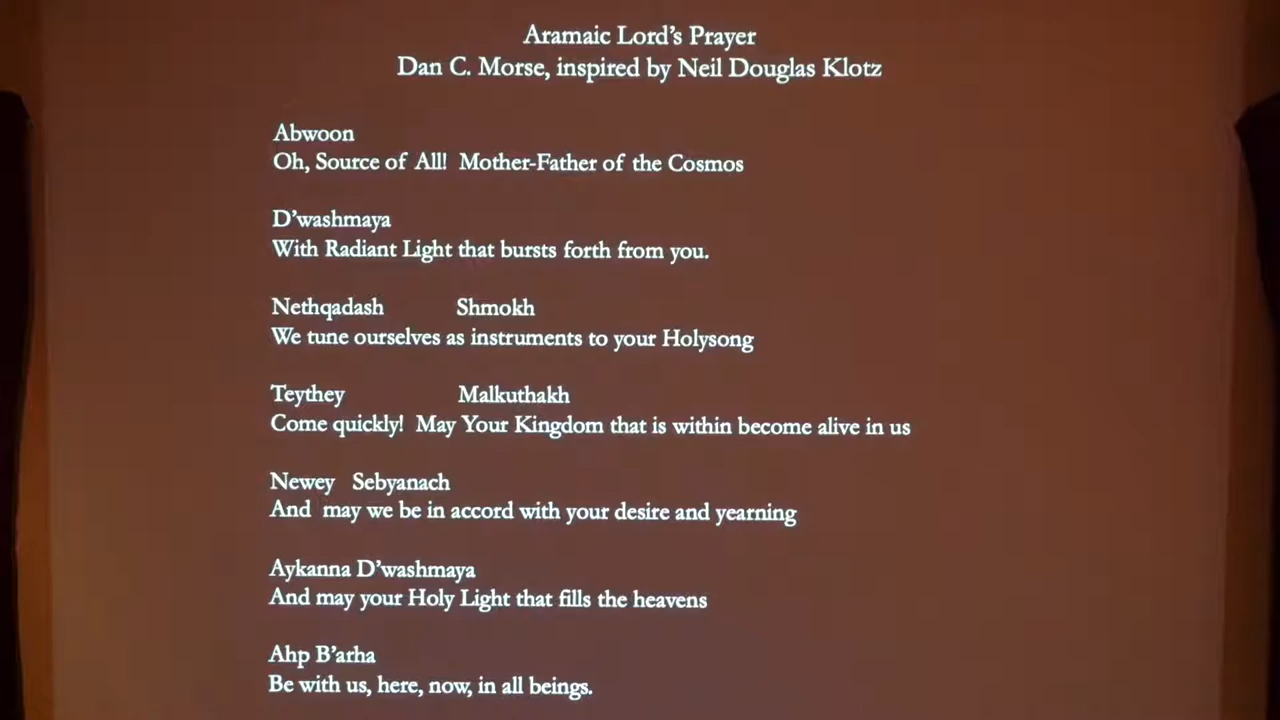 Aramaic Lord's Prayer
Dan C. Morse, inspired by Neil Douglas Klotz
Abwoon
Oh, Source of All! Mother-Father of the Cosmos
D'washmaya
With Radiant Light that bursts forth from you.
Nethqadash Shmokh
We tune ourselves as instruments to your Holysong
Teythey Malkuthakh
Come quickly! May Your Kingdom that is within become alive in us
Newey Sebyanach
And may we be in accord with your desire and yearning
Aykanna D'washmaya
And may your Holy Light that fills the heavens
Ahp B'arha
Be with us, here, now, in all beings.